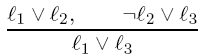 ℓ₁ ∨ ℓ₂, ¬ℓ₂ ∨ ℓ₃
ℓ₁ ∨ ℓ₃